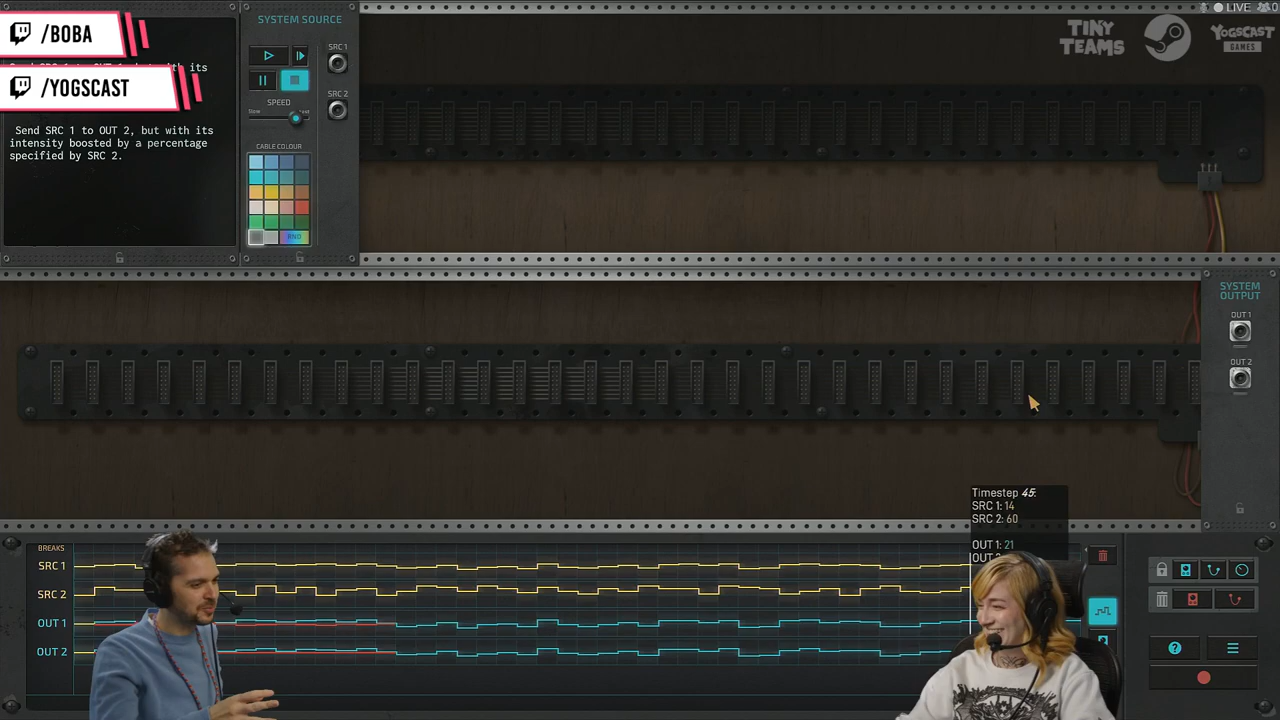 /BOBA
/YOGSCAST
its
Send SRC 1 to OUT 2, but with its
intensity boosted by a percentage
specified by SRC 2.
SYSTEM SOURCE
SRC 1
SRC 2
SPEED
CABLE COLOUR
RND
LIVE
0
TINY
TEAMS
YOGSCAST
GAMES
SYSTEM
OUTPUT
OUT 1
OUT 2
Timestep 45:
SRC 1: 14
SRC 2: 60
OUT 1: 21
BREAKS
SRC 1
SRC 2
OUT 1
OUT 2